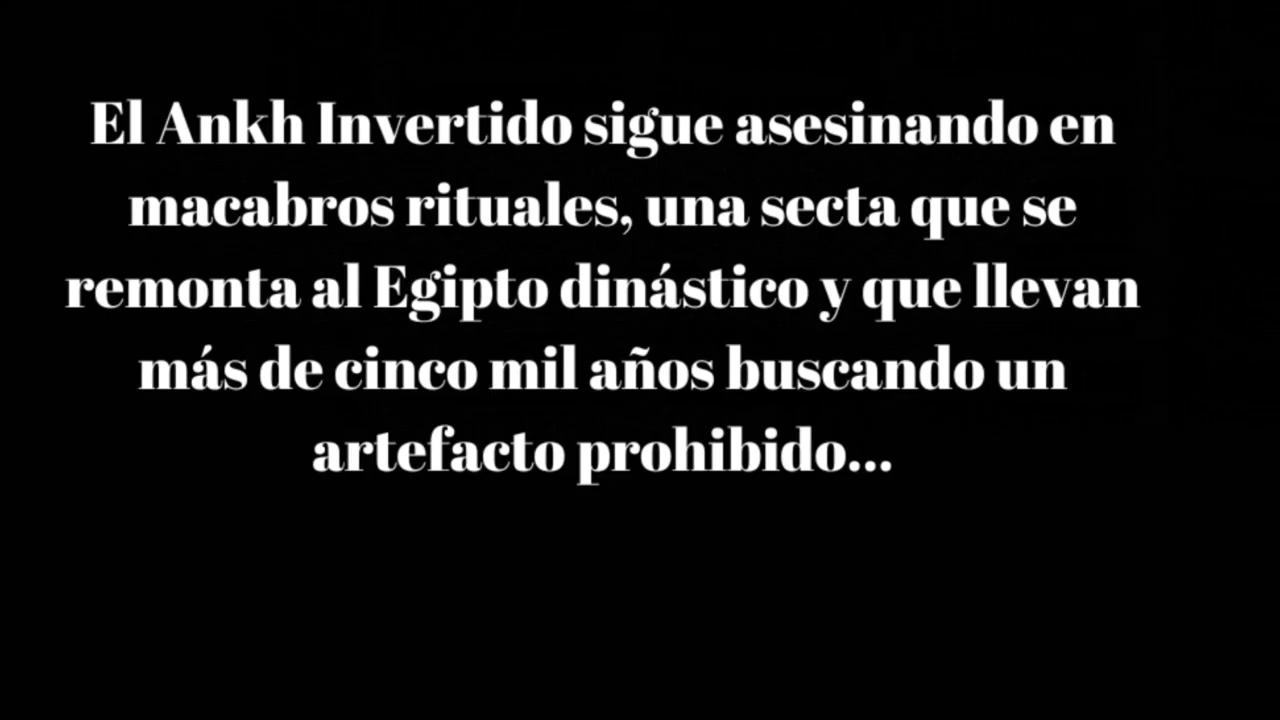 El Ankh Invertido sigue asesinando en
macabros rituales, una secta que se
remonta al Egipto dinástico y que llevan
más de cinco mil años buscando un
artefacto prohibido...